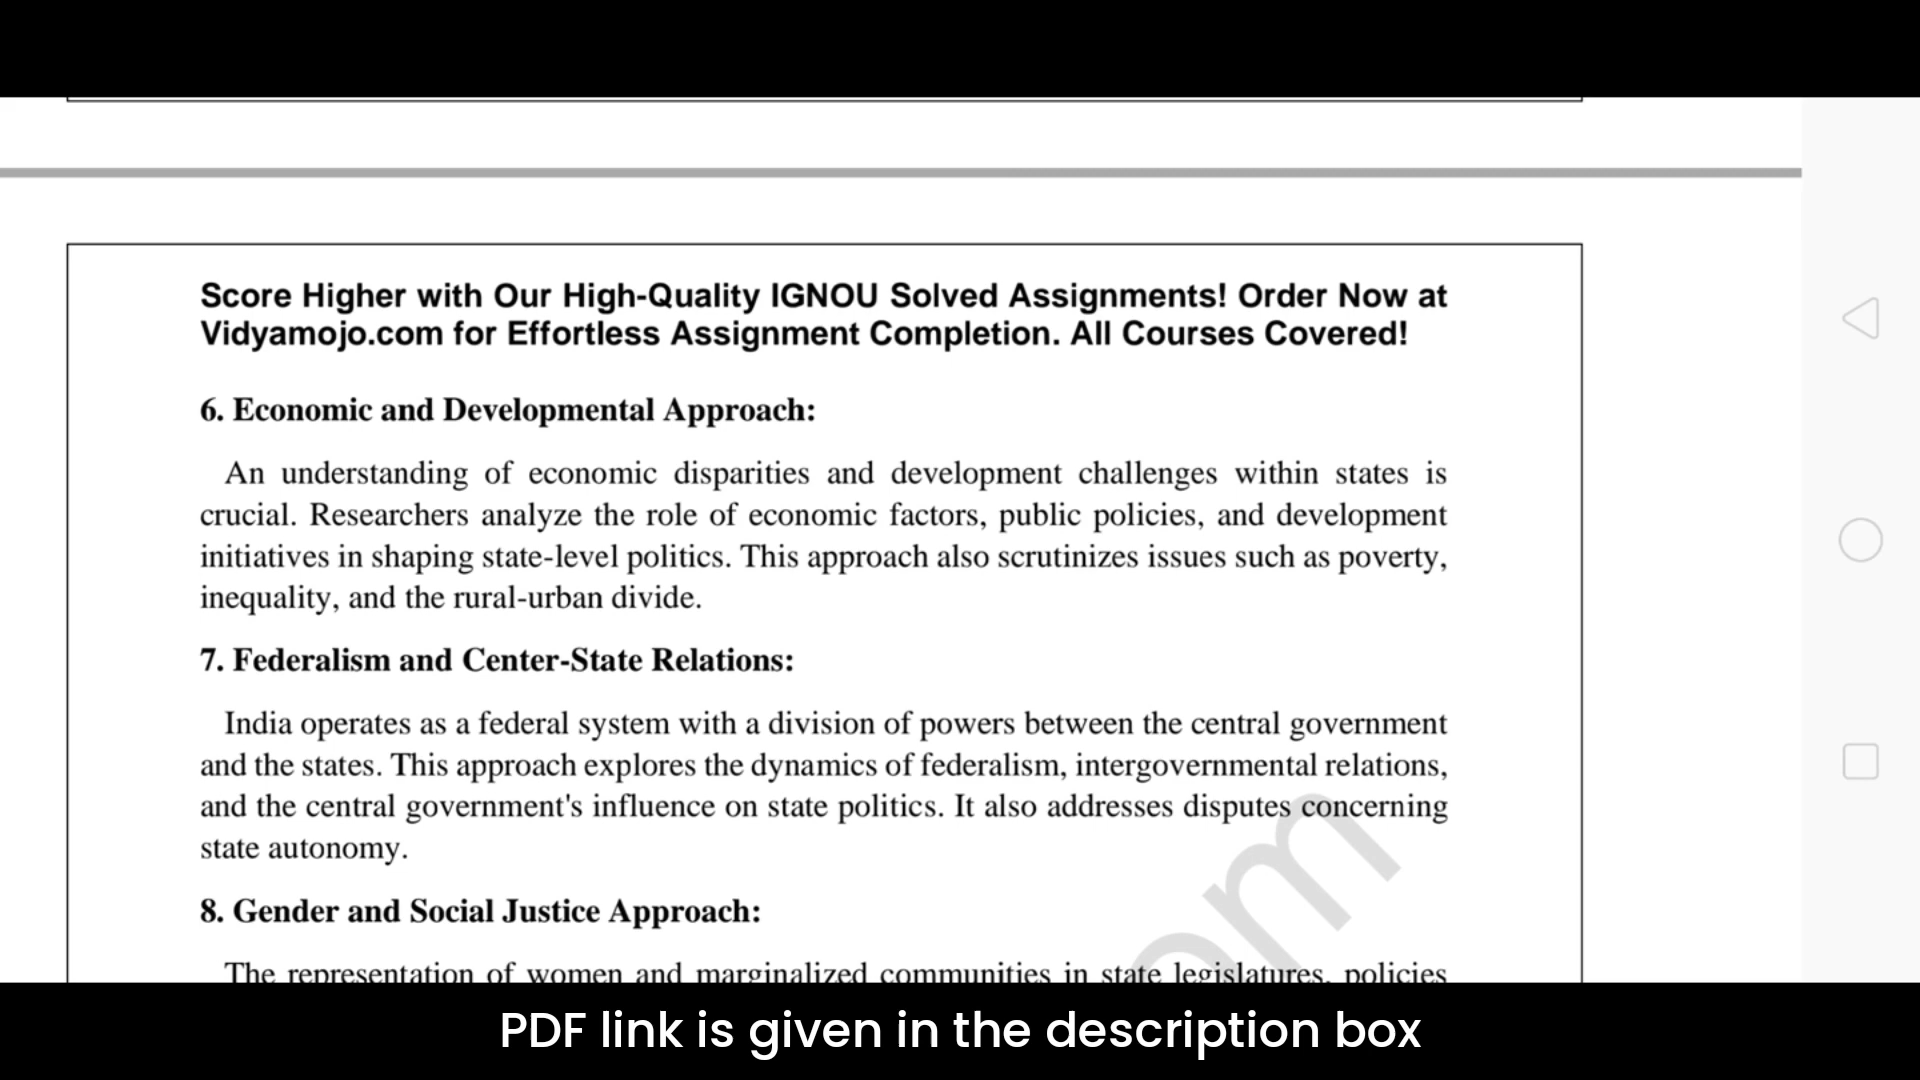 Score Higher with Our High-Quality IGNOU Solved Assignments! Order Now at
Vidyamojo.com for Effortless Assignment Completion. All Courses Covered!
6. Economic and Developmental Approach:
An understanding of economic disparities and development challenges within states is
crucial. Researchers analyze the role of economic factors, public policies, and development
initiatives in shaping state-level politics. This approach also scrutinizes issues such as poverty,
inequality, and the rural-urban divide.
7. Federalism and Center-State Relations:
India operates as a federal system with a division of powers between the central government
and the states. This approach explores the dynamics of federalism, intergovernmental relations,
and the central government's influence on state politics. It also addresses disputes concerning
state autonomy.
8. Gender and Social Justice Approach:
The representation of women and marginalized communities in state legislatures, policies
om
PDF link is given in the description box